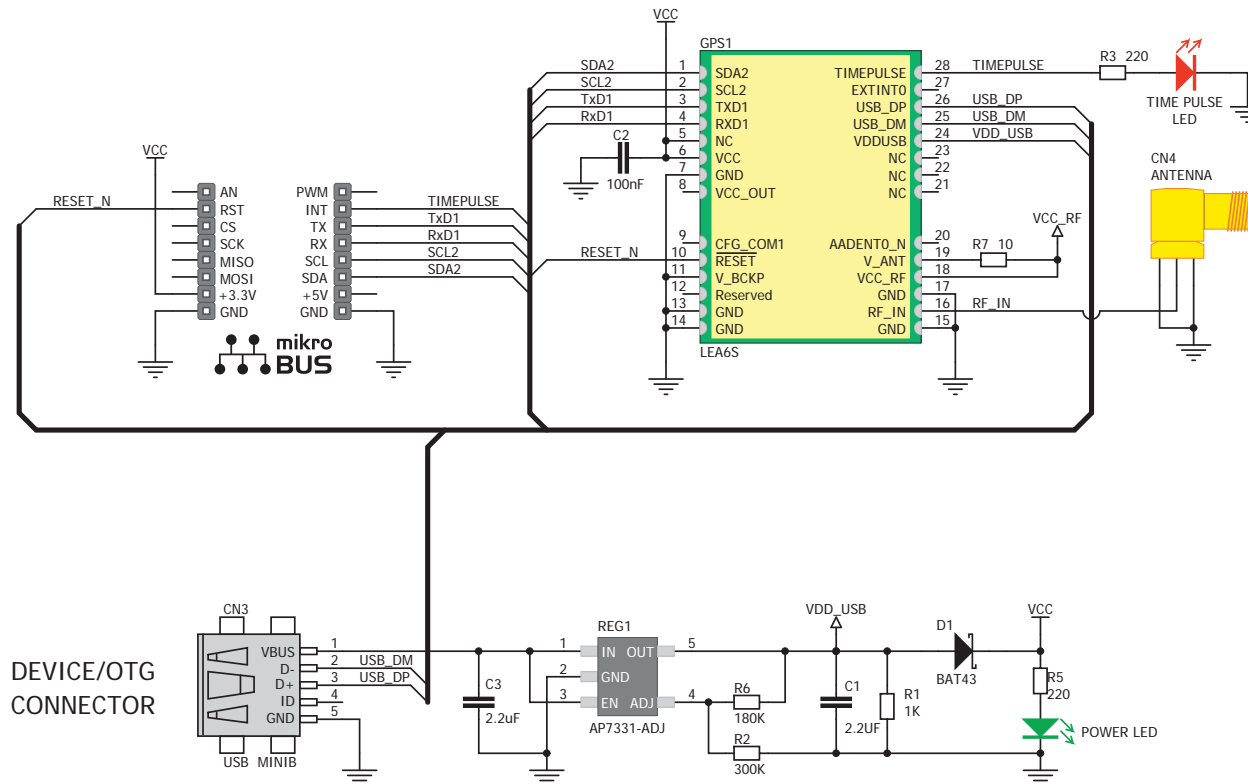 VCC
GPS1
SDA2 1 SDA2
SCL2 2 SCL2
TxD1 3 TXD1
RxD1 4 RXD1
5 NC
6 VCC
7 GND
8 VCC_OUT
9 CFG_COM1
RESET_N 10 RESET
11 V_BCKP
12 Reserved
13 GND
14 GND
LEA6S
C2
100nF
TIMEPULSE 28 TIMEPULSE
EXTINT0 27
USB_DP 26 USB_DP
USB_DM 25 USB_DM
VDDUSB 24 VDD_USB
NC 23
NC 22
NC 21
AADENT0_N 20
V_ANT 19
VCC_RF 18
GND 17
RF_IN 16 RF_IN
GND 15
R3 220
TIME PULSE
LED
CN4
ANTENNA
VCC_RF
R7 10
VCC
RESET_N
AN
RST
CS
SCK
MISO
MOSI
+3.3V
GND
PWM
INT TIMEPULSE
TX TxD1
RX RxD1
SCL SCL2
SDA SDA2
+5V
GND
mikro
BUS
DEVICE/OTG
CONNECTOR
CN3
VBUS 1
D- 2 USB_DM
D+ 3 USB_DP
ID 4
GND 5
USB MINIB
C3
2.2uF
REG1
1 IN OUT 5
2 GND
3 EN ADJ 4
AP7331-ADJ
R6
180K
R2
300K
VDD_USB
C1
2.2UF
R1
1K
D1
BAT43
VCC
R5
220
POWER LED